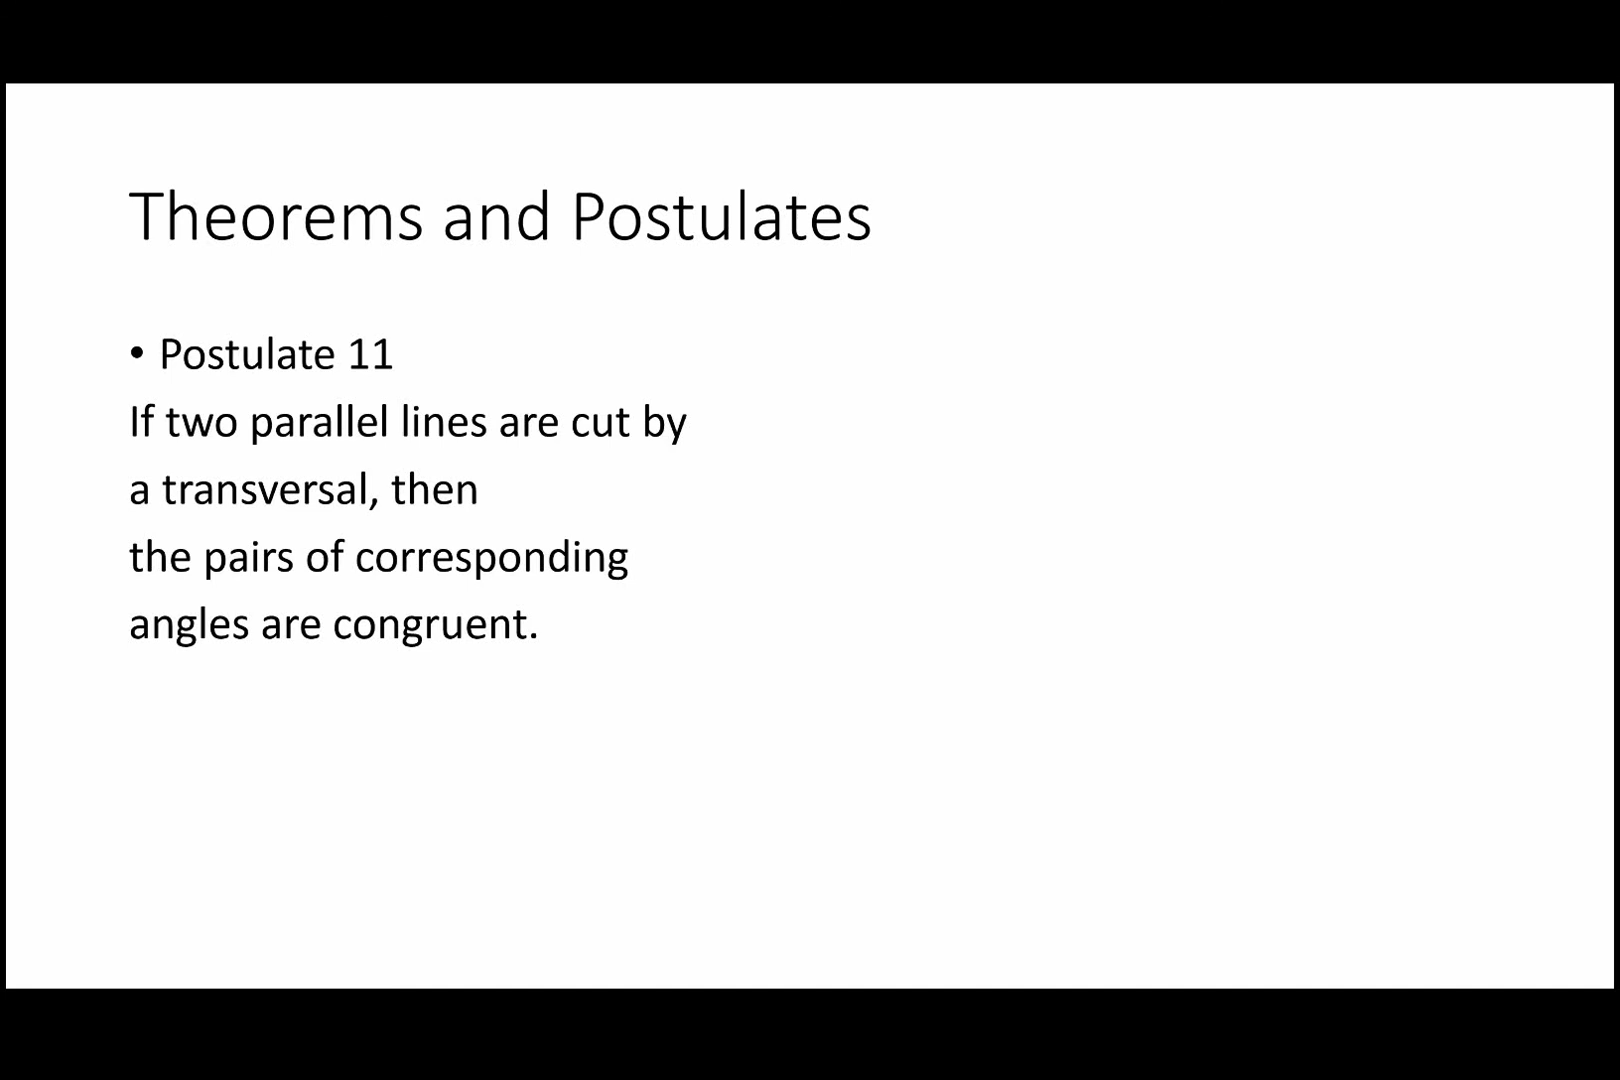 Theorems and Postulates
• Postulate 11
If two parallel lines are cut by
a transversal, then
the pairs of corresponding
angles are congruent.